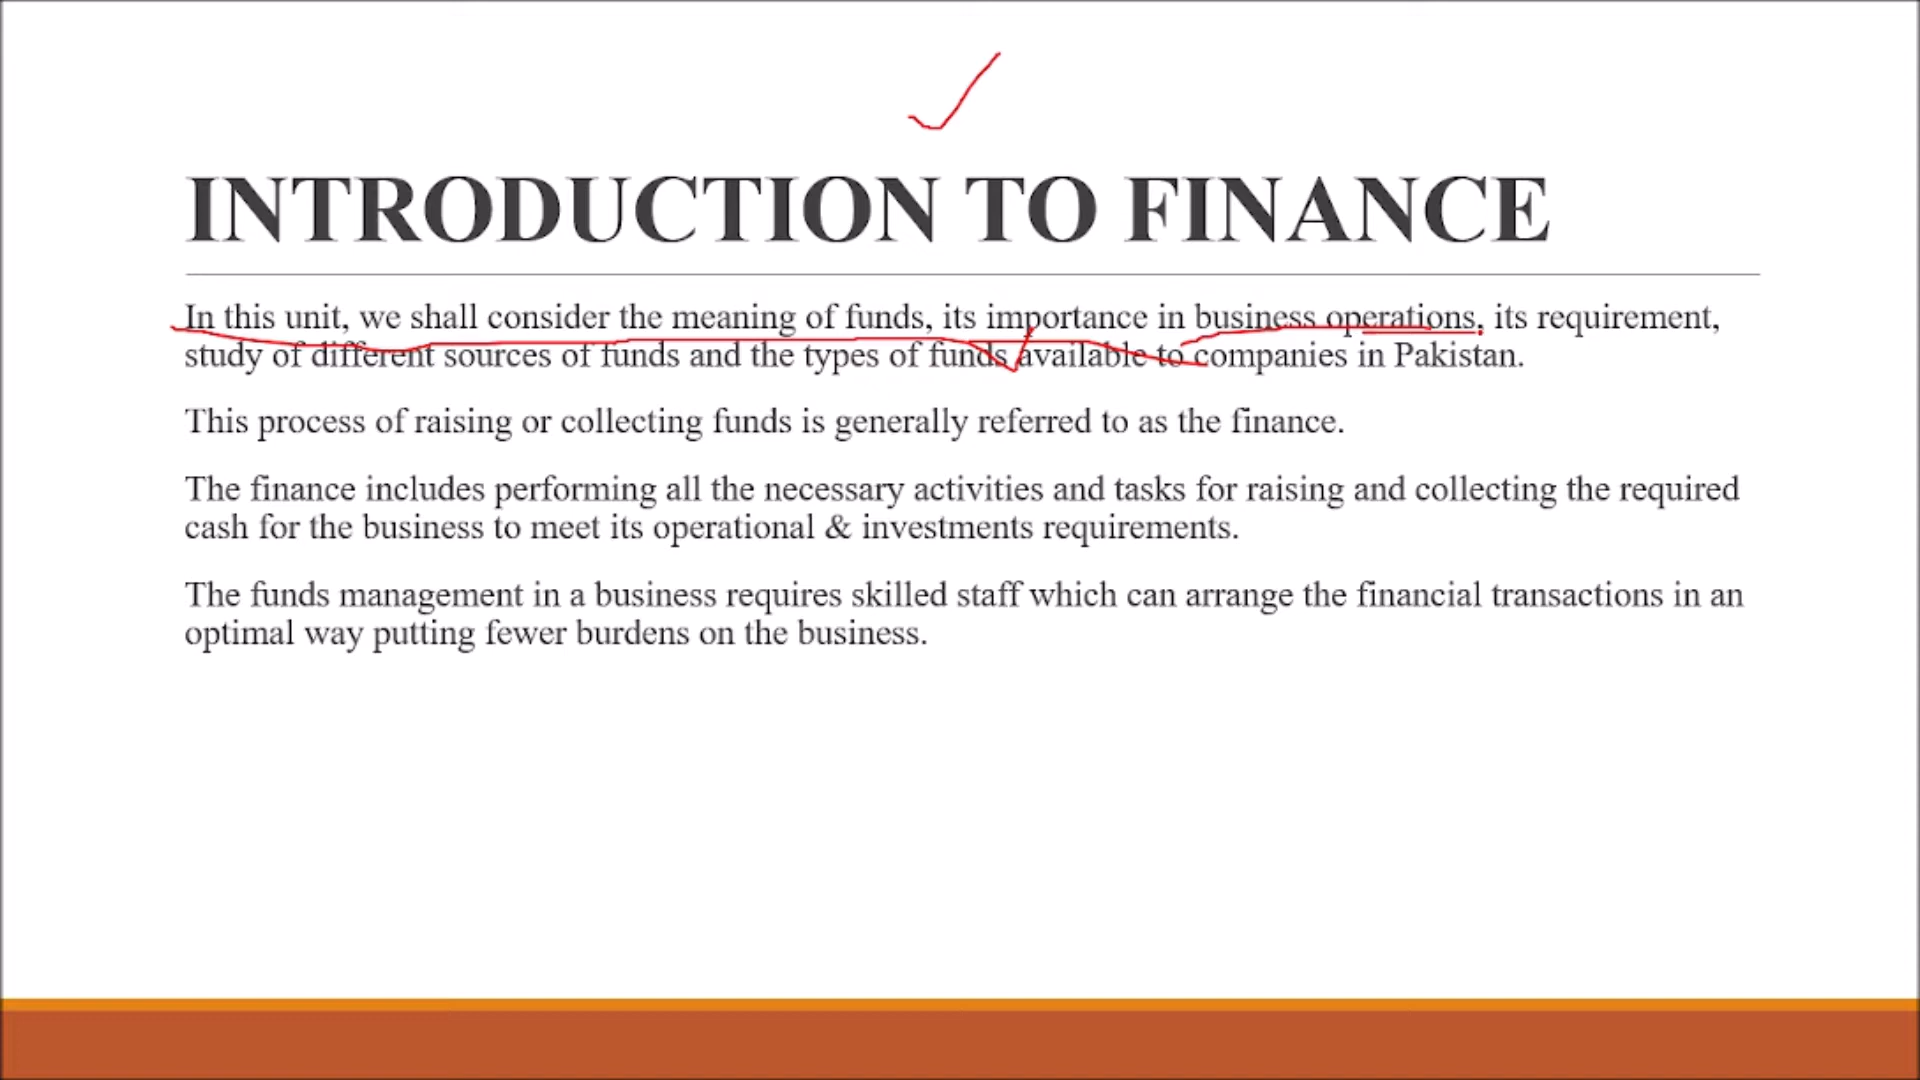 INTRODUCTION TO FINANCE
In this unit, we shall consider the meaning of funds, its importance in business operations, its requirement,
study of different sources of funds and the types of funds available to companies in Pakistan.
This process of raising or collecting funds is generally referred to as the finance.
The finance includes performing all the necessary activities and tasks for raising and collecting the required
cash for the business to meet its operational & investments requirements.
The funds management in a business requires skilled staff which can arrange the financial transactions in an
optimal way putting fewer burdens on the business.